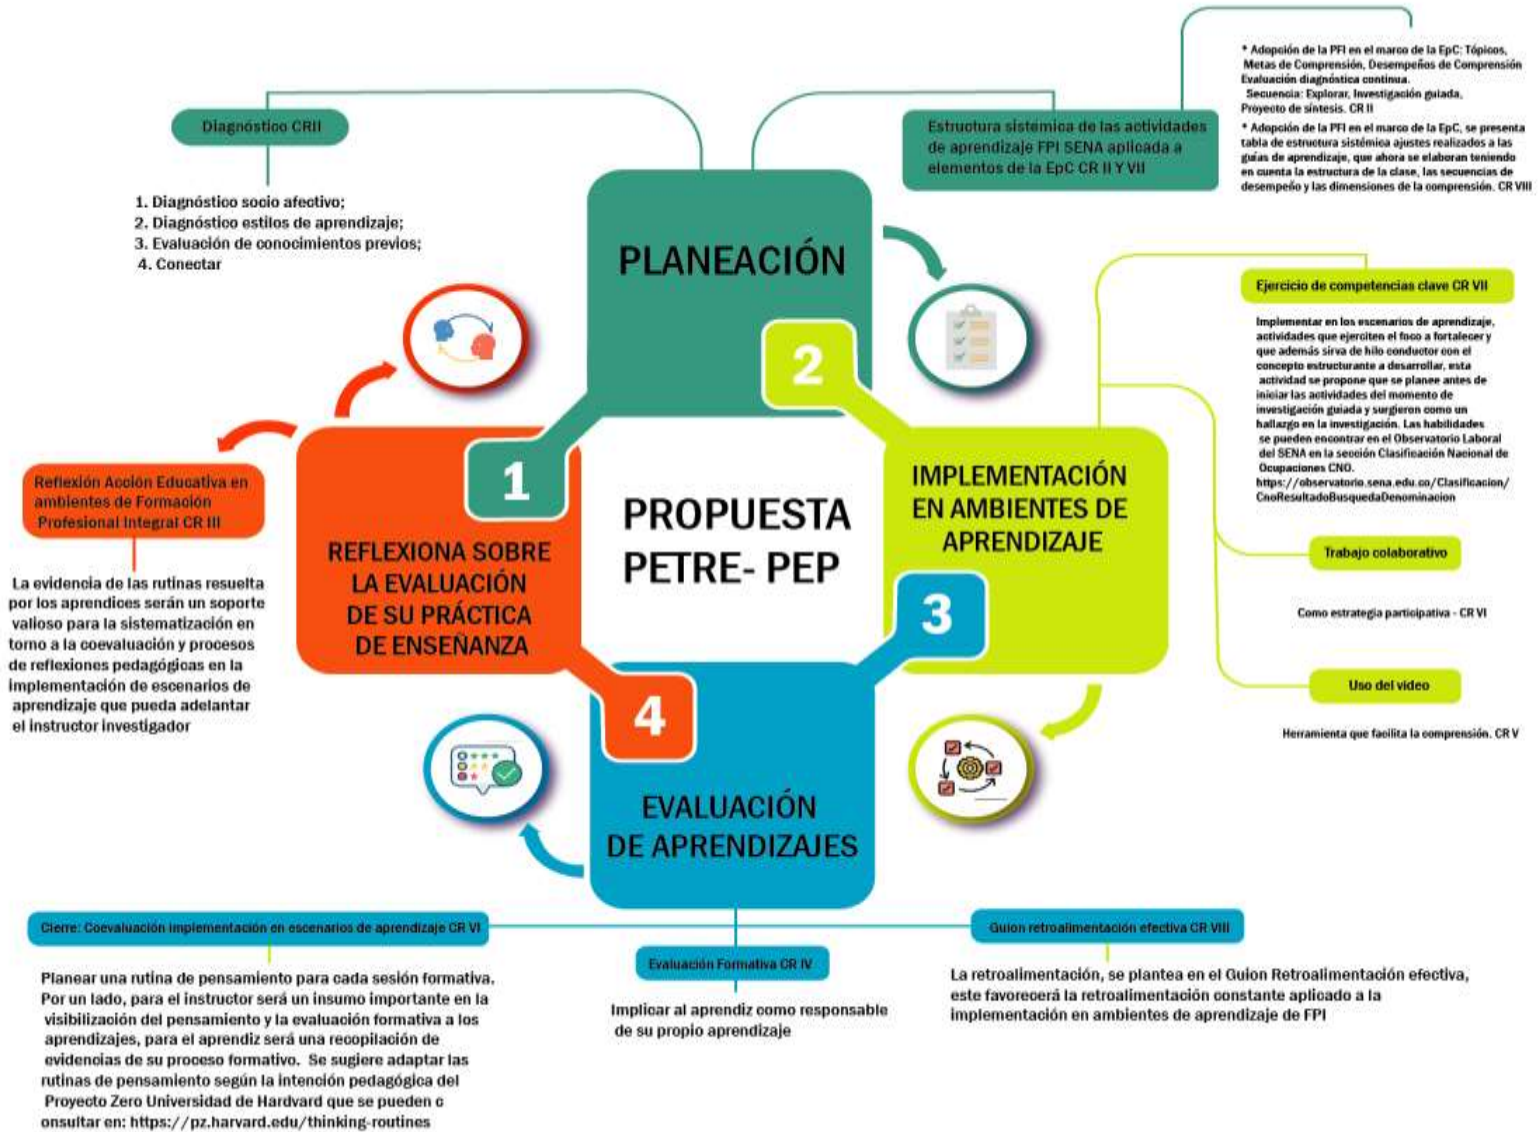 * Adopción de la PFI en el marco de la EpC: Tópicos,
Metas de Comprensión, Desempeños de Comprensión
Evaluación diagnóstica continua.
Secuencia: Explorar, Investigación guiada,
Proyecto de síntesis. CR II
* Adopción de la PFI en el marco de la EpC, se presenta
tabla de estructura sistémica ajustes realizados a las
guías de aprendizaje, que ahora se elaboran teniendo
en cuenta la estructura de la clase, las secuencias de
desempeño y las dimensiones de la comprensión. CR VIII
Diagnóstico CRII
Estructura sistémica de las actividades
de aprendizaje FPI SENA aplicada a
elementos de la EpC CR II Y VII
1. Diagnóstico socio afectivo;
2. Diagnóstico estilos de aprendizaje;
3. Evaluación de conocimientos previos;
4. Conectar
PLANEACIÓN
2
Ejercicio de competencias clave CR VII
Implementar en los escenarios de aprendizaje,
actividades que ejerciten el foco a fortalecer y
que además sirva de hilo conductor con el
concepto estructurante a desarrollar, esta
actividad se propone que se planee antes de
iniciar las actividades del momento de
investigación guiada y surgieron como un
hallazgo en la investigación. Las habilidades
se pueden encontrar en el Observatorio Laboral
del SENA en la sección Clasificación Nacional de
Ocupaciones CNO.
https://observatorio.sena.edu.co/Clasificacion/
CnoResultadoBusquedaDenominacion
Trabajo colaborativo
Como estrategia participativa - CR VI
Uso del video
Herramienta que facilita la comprensión. CR V
Reflexión Acción Educativa en
ambientes de Formación
Profesional Integral CR III
La evidencia de las rutinas resuelta
por los aprendices serán un soporte
valioso para la sistematización en
torno a la coevaluación y procesos
de reflexiones pedagógicas en la
implementación de escenarios de
aprendizaje que pueda adelantar
el instructor investigador
1
REFLEXIONA SOBRE
LA EVALUACIÓN
DE SU PRÁCTICA
DE ENSEÑANZA
PROPUESTA
PETRE- PEP
IMPLEMENTACIÓN
EN AMBIENTES DE
APRENDIZAJE
3
4
EVALUACIÓN
DE APRENDIZAJES
Cierre: Coevaluación implementación en escenarios de aprendizaje CR VI
Planear una rutina de pensamiento para cada sesión formativa.
Por un lado, para el instructor será un insumo importante en la
visibilización del pensamiento y la evaluación formativa a los
aprendizajes, para el aprendiz será una recopilación de
evidencias de su proceso formativo. Se sugiere adaptar las
rutinas de pensamiento según la intención pedagógica del
Proyecto Zero Universidad de Hardvard que se pueden c
onsultar en: https://pz.harvard.edu/thinking-routines
Evaluación Formativa CR IV
Implicar al aprendiz como responsable
de su propio aprendizaje
Guion retroalimentación efectiva CR VIII
La retroalimentación, se plantea en el Guion Retroalimentación efectiva,
este favorecerá la retroalimentación constante aplicado a la
implementación en ambientes de aprendizaje de FPI